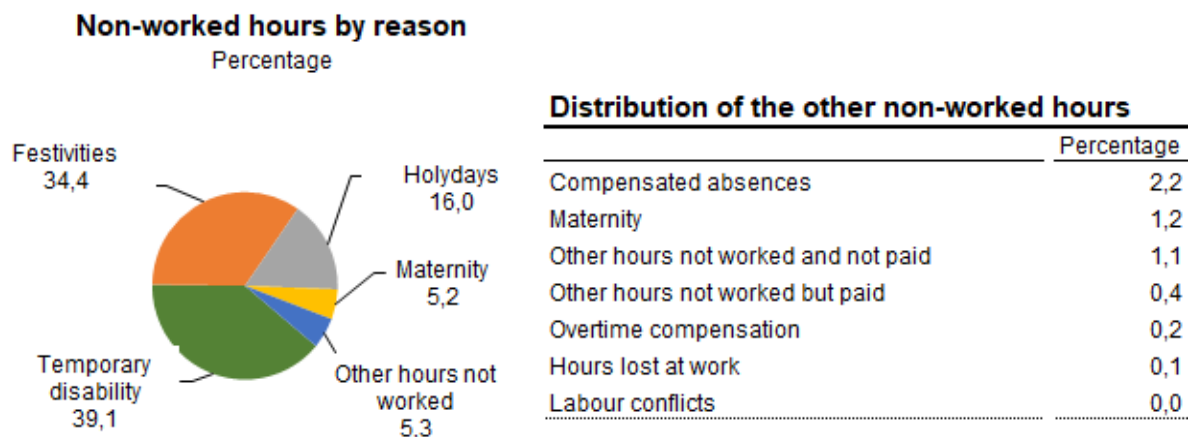 Non-worked hours by reason
Percentage
Festivities
34,4
Holydays
16,0
Maternity
5,2
Other hours not
worked
5,3
Temporary
disability
39,1
Distribution of the other non-worked hours
Percentage
Compensated absences 2,2
Maternity 1,2
Other hours not worked and not paid 1,1
Other hours not worked but paid 0,4
Overtime compensation 0,2
Hours lost at work 0,1
Labour conflicts 0,0